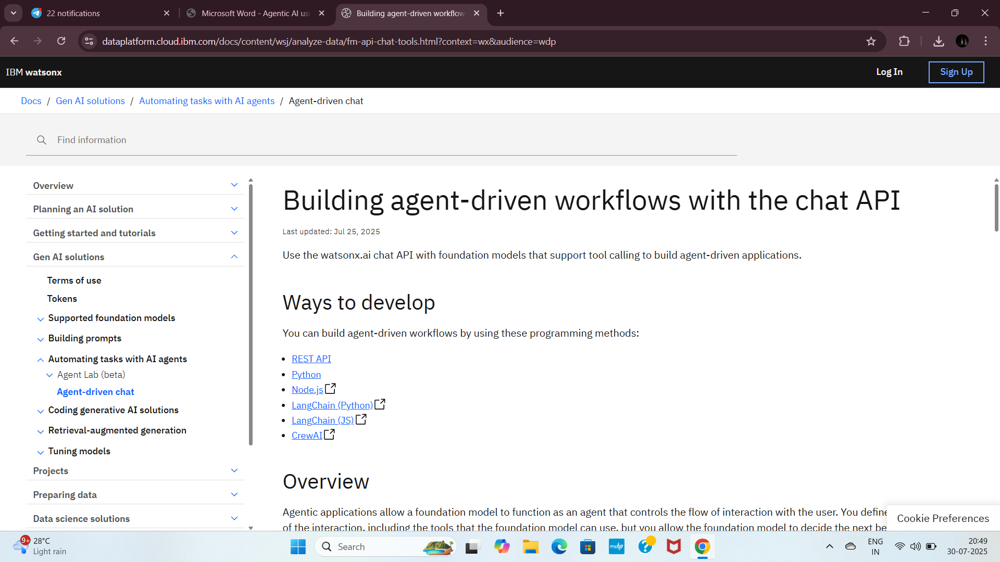 22 notifications
Microsoft Word - Agentic AI us
Building agent-driven workflow
dataplatform.cloud.ibm.com/docs/content/wsj/analyze-data/fm-api-chat-tools.html?context=wx&audience=wdp
IBM watsonx
Log In
Sign Up
Docs / Gen AI solutions / Automating tasks with AI agents / Agent-driven chat
Find information
Overview
Planning an AI solution
Getting started and tutorials
Gen AI solutions
Terms of use
Tokens
Supported foundation models
Building prompts
Automating tasks with AI agents
Agent Lab (beta)
Agent-driven chat
Coding generative AI solutions
Retrieval-augmented generation
Tuning models
Projects
Preparing data
Data science solutions
Building agent-driven workflows with the chat API
Last updated: Jul 25, 2025
Use the watsonx.ai chat API with foundation models that support tool calling to build agent-driven applications.
Ways to develop
You can build agent-driven workflows by using these programming methods:
• REST API
• Python
• Node.js
• LangChain (Python)
• LangChain (JS)
• CrewAI
Overview
Agentic applications allow a foundation model to function as an agent that controls the flow of interaction with the user. You define
of the interaction, including the tools that the foundation model can use, but you allow the foundation model to decide the next be
Cookie Preferences
9+
28°C
Light rain
Search
myhp
ENG
IN
20:49
30-07-2025